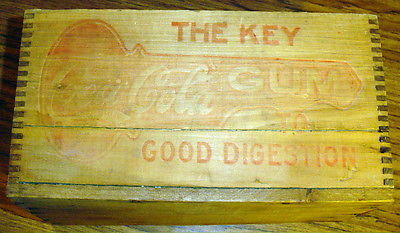 THE KEY
Coca-Cola GUM
TO
GOOD DIGESTION